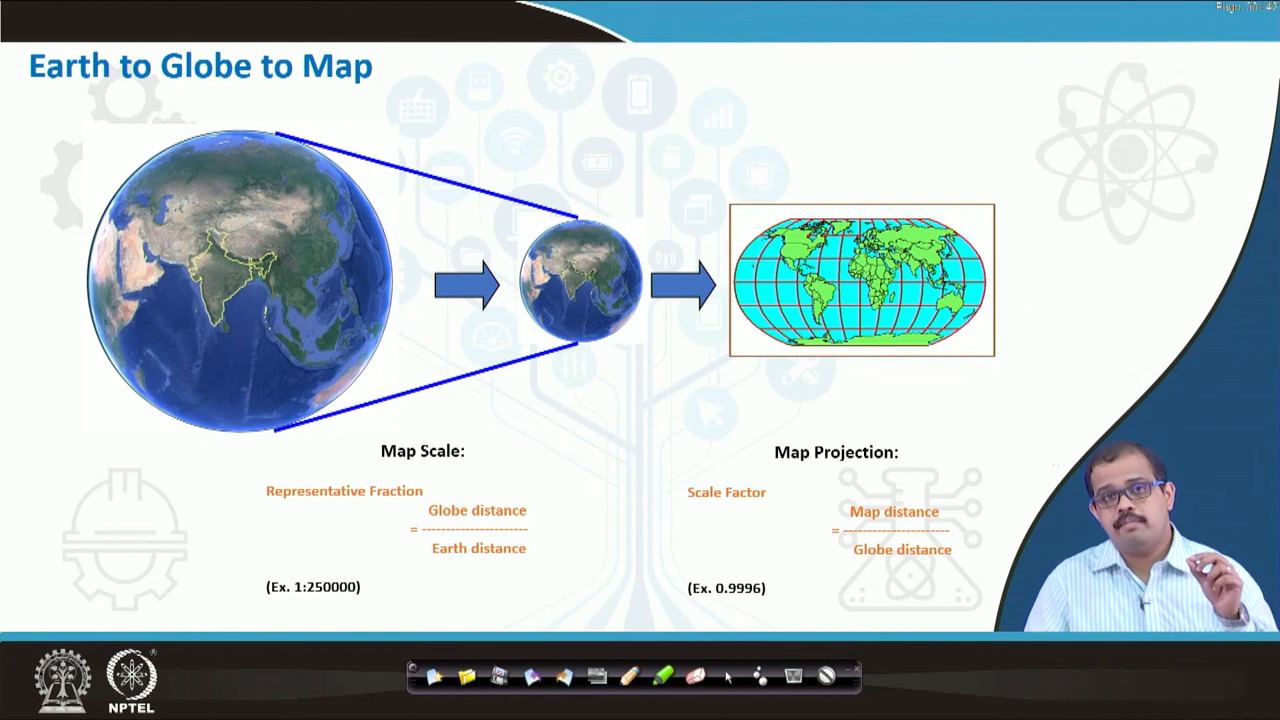 Earth to Globe to Map
Map Scale:
Representative Fraction
Globe distance
= ----------------------
Earth distance
(Ex. 1:250000)
Map Projection:
Scale Factor
Map distance
= ----------------------
Globe distance
(Ex. 0.9996)
NPTEL